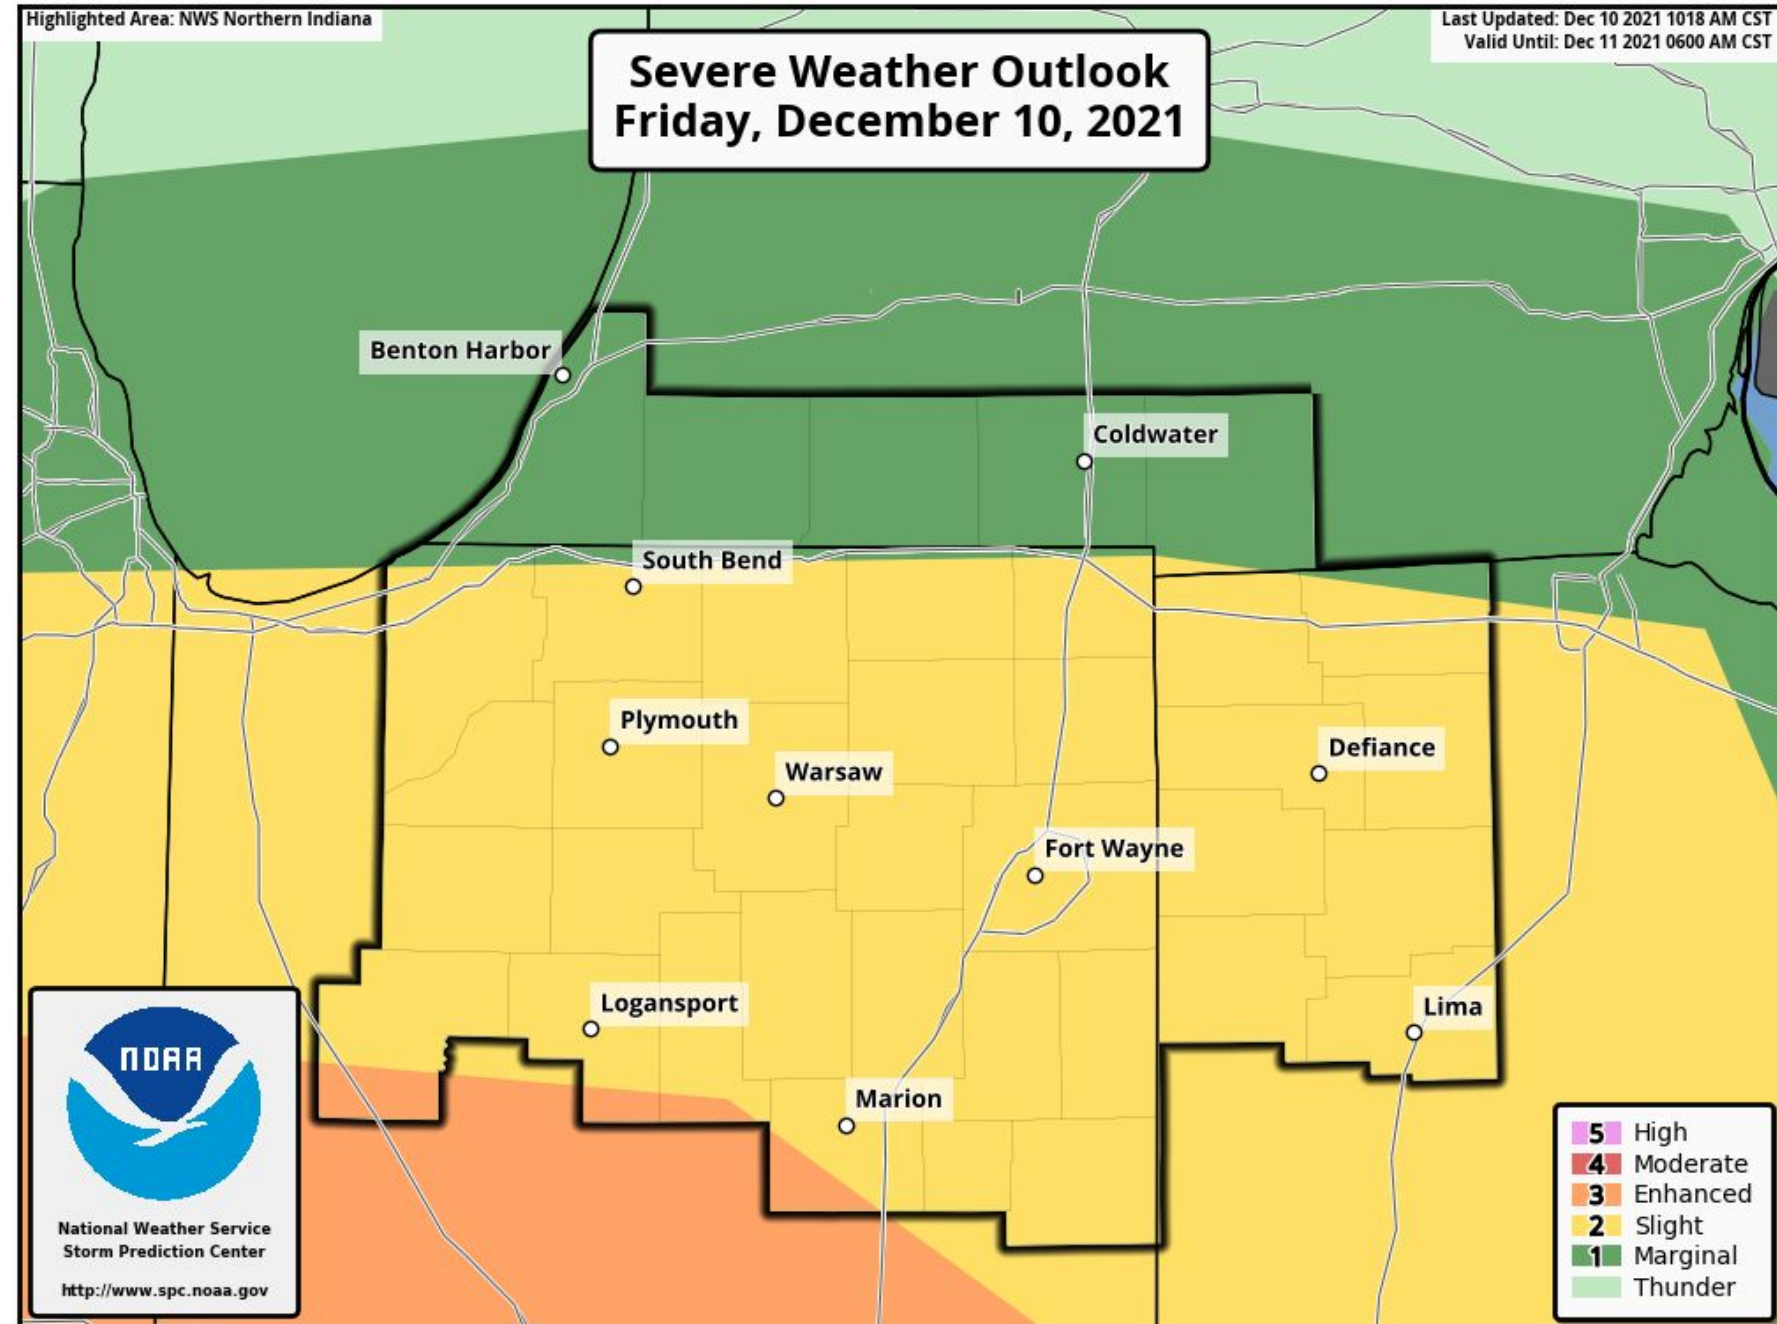 Highlighted Area: NWS Northern Indiana
Last Updated: Dec 10 2021 1018 AM CST
Valid Until: Dec 11 2021 0600 AM CST
Severe Weather Outlook
Friday, December 10, 2021
Benton Harbor
Coldwater
South Bend
Plymouth
Warsaw
Defiance
Fort Wayne
Logansport
Lima
Marion
NOAA
National Weather Service
Storm Prediction Center
http://www.spc.noaa.gov
5 High
4 Moderate
3 Enhanced
2 Slight
1 Marginal
Thunder